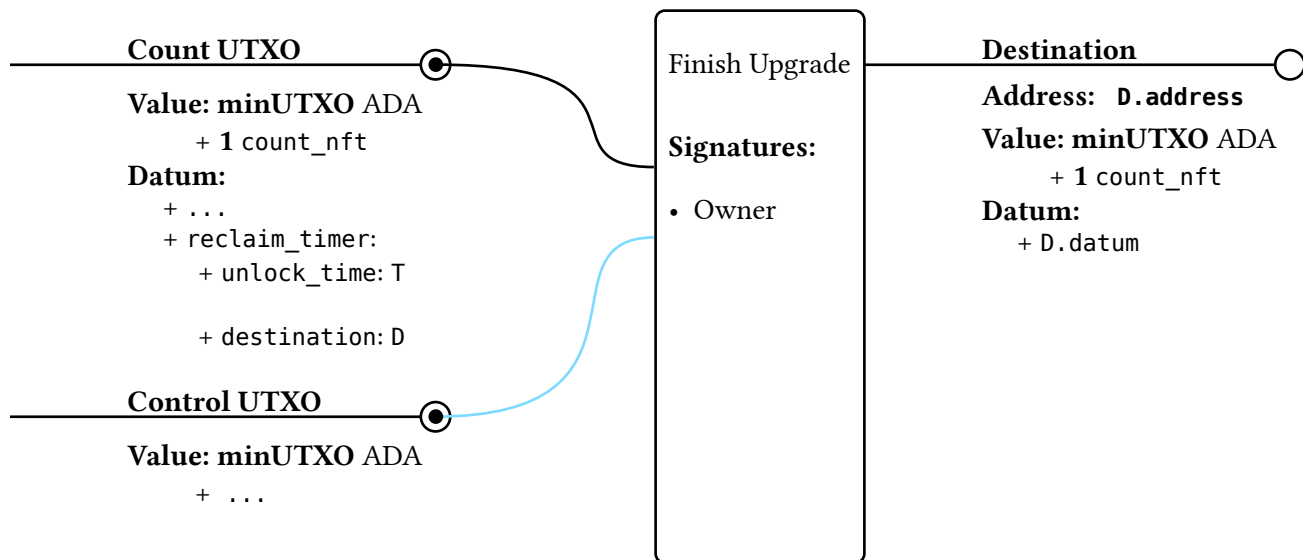 Count UTXO
Value: minUTXO ADA
+ 1 count_nft
Datum:
+ ...
+ reclaim_timer:
+ unlock_time: T
+ destination: D
Control UTXO
Value: minUTXO ADA
+ ...
Finish Upgrade
Signatures:
• Owner
Destination
Address: D.address
Value: minUTXO ADA
+ 1 count_nft
Datum:
+ D.datum